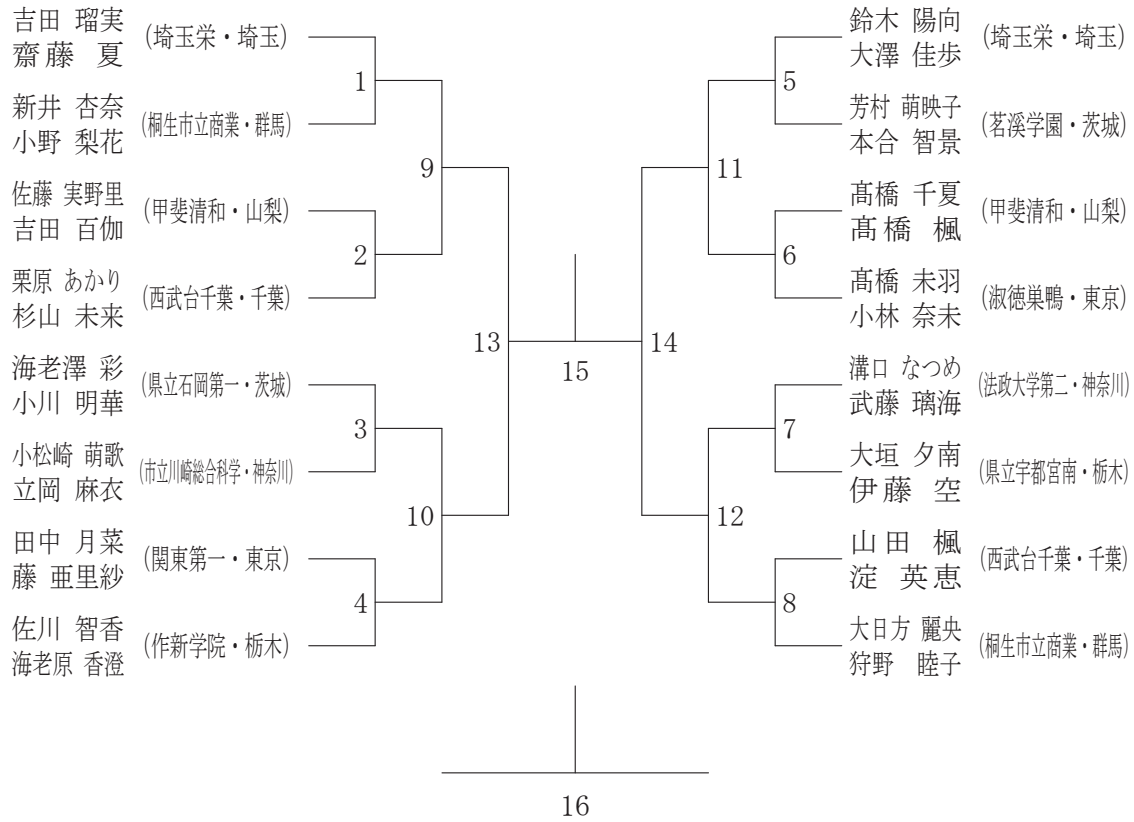 吉田 瑠実
齋藤 夏
(埼玉栄・埼玉)
新井 杏奈
小野 梨花
(桐生市立商業・群馬)
佐藤 実野里
吉田 百伽
(甲斐清和・山梨)
栗原 あかり
杉山 未来
(西武台千葉・千葉)
海老澤 彩
小川 明華
(県立石岡第一・茨城)
小松崎 萌歌
立岡 麻衣
(市立川崎総合科学・神奈川)
田中 月菜
藤 亜里紗
(関東第一・東京)
佐川 智香
海老原 香澄
(作新学院・栃木)
1
2
3
4
9
10
13
15
14
11
12
5
6
7
8
鈴木 陽向
大澤 佳歩
(埼玉栄・埼玉)
芳村 萌映子
本合 智景
(茗溪学園・茨城)
髙橋 千夏
髙橋 楓
(甲斐清和・山梨)
髙橋 未羽
小林 奈未
(淑徳巣鴨・東京)
溝口 なつめ
武藤 璃海
(法政大学第二・神奈川)
大垣 夕南
伊藤 空
(県立宇都宮南・栃木)
山田 楓
淀 英恵
(西武台千葉・千葉)
大日方 麗央
狩野 睦子
(桐生市立商業・群馬)
16